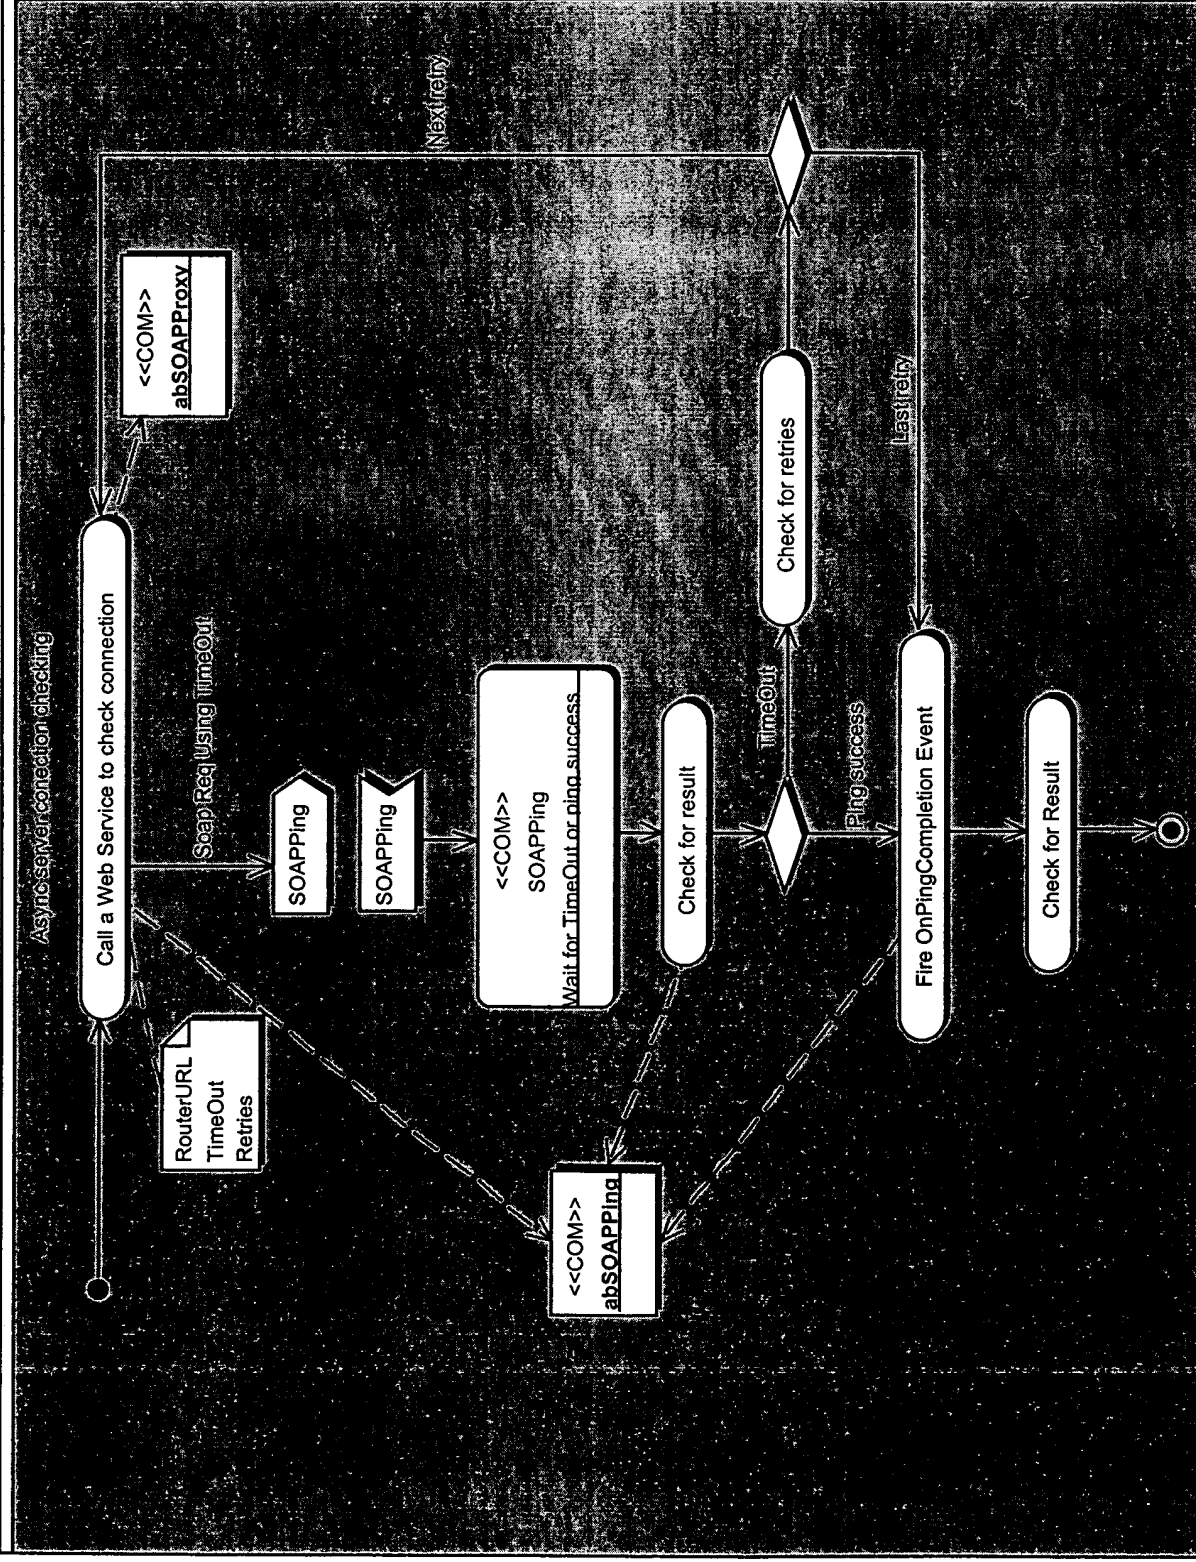 Async server connection checking
Call a Web Service to check connection
<<COM>>
abSOAPProxy
Next retry
RouterURL
TimeOut
Retries
Soap Req Using TimeOut
SOAPPing
SOAPPing
<<COM>>
SOAPPing
Wait for TimeOut or ping success
<<COM>>
abSOAPPing
Check for result
TimeOut
Check for retries
Ping success
Last retry
Fire OnPingCompletion Event
Check for Result